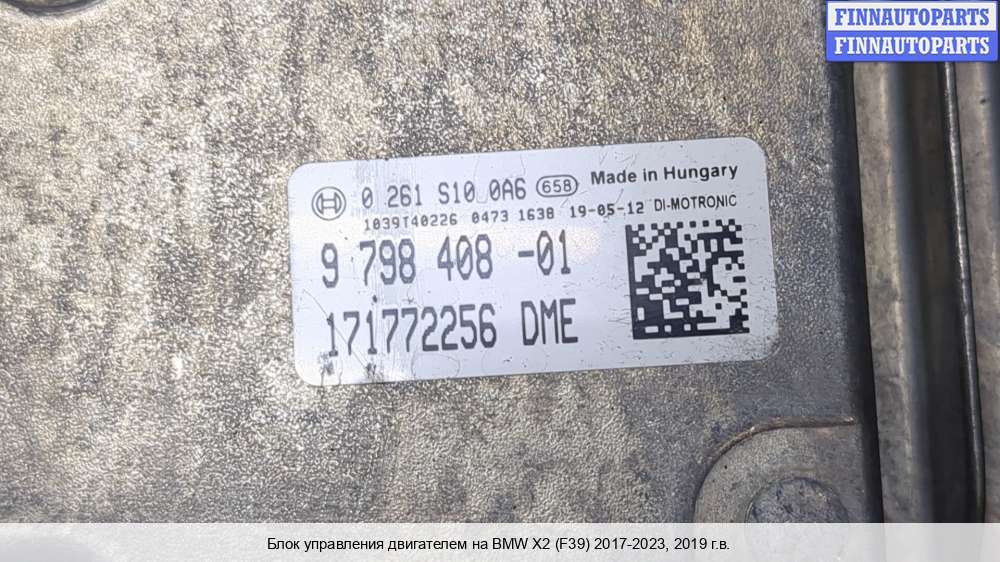 FINNAUTOPARTS
FINNAUTOPARTS
0 261 S10 0A6 658 Made in Hungary
1039T40226 0473 1638 19-05-12 DI-MOTRONIC
9 798 408 -01
171772256 DME
Блок управления двигателем на BMW X2 (F39) 2017-2023, 2019 г.в.